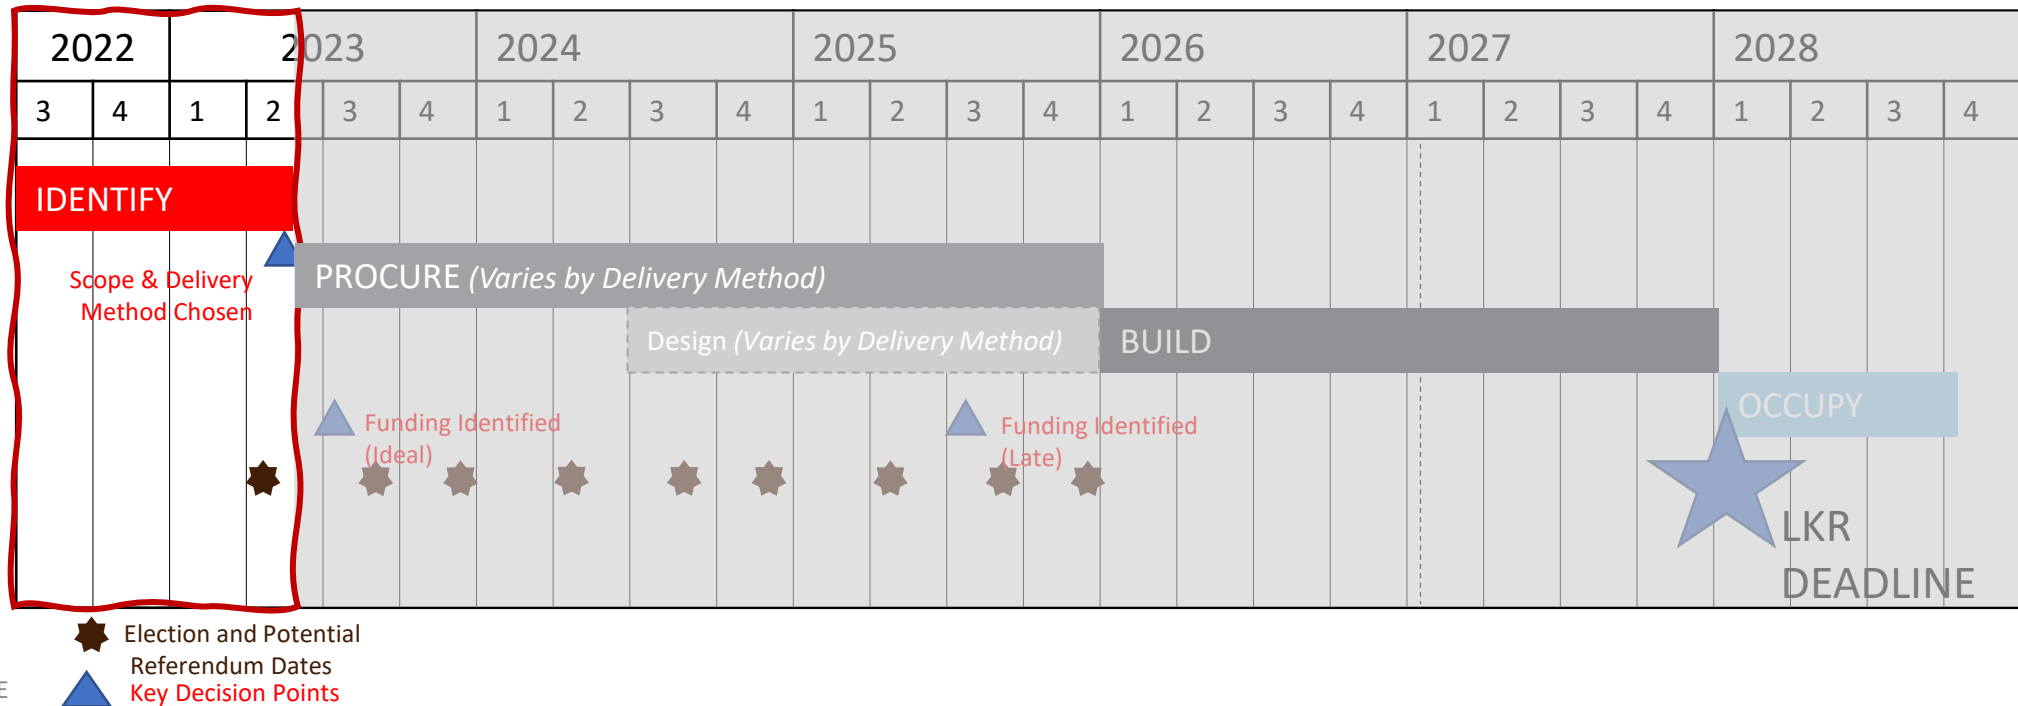 2022 2023 2024 2025 2026 2027 2028
3 4 1 2 3 4 1 2 3 4 1 2 3 4 1 2 3 4 1 2 3 4 1 2 3 4
IDENTIFY
Scope & Delivery
Method Chosen
PROCURE (Varies by Delivery Method)
Design (Varies by Delivery Method)
BUILD
OCCUPY
Funding Identified
(Ideal)
Funding Identified
(Late)
LKR
DEADLINE
Election and Potential
Referendum Dates
E
Key Decision Points